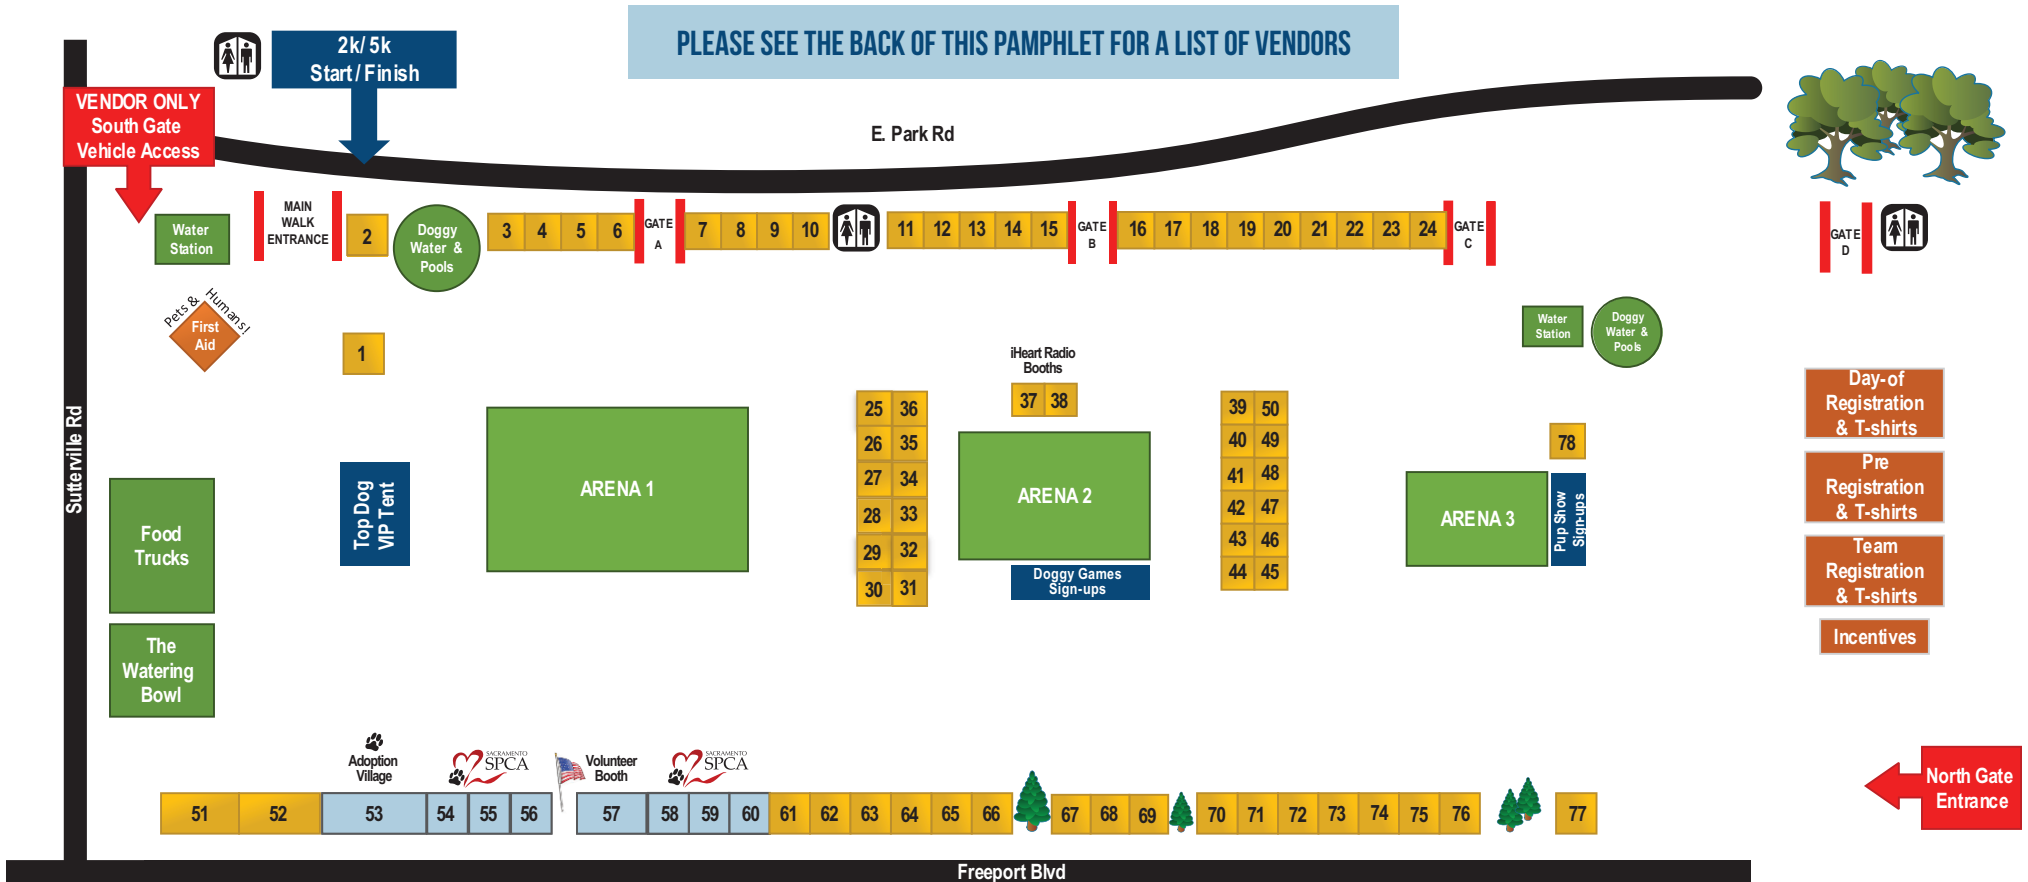 PLEASE SEE THE BACK OF THIS PAMPHLET FOR A LIST OF VENDORS
2k/ 5k
Start / Finish
VENDOR ONLY
South Gate
Vehicle Access
E. Park Rd
Water
Station
MAIN
WALK
ENTRANCE
2
Doggy
Water &
Pools
3 4 5 6
GATE
A
7 8 9 10
11 12 13 14 15
GATE
B
16 17 18 19 20 21 22 23 24
GATE
C
GATE
D
Pets & Humans!
First
Aid
1
Water
Station
Doggy
Water &
Pools
iHeart Radio
Booths
37 38
25 36
26 35
27 34
28 33
29 32
30 31
39 50
40 49
41 48
42 47
43 46
44 45
78
Sutterville Rd
Food
Trucks
The
Watering
Bowl
Top Dog
VIP Tent
ARENA 1
ARENA 2
Doggy Games
Sign-ups
ARENA 3
Pup Show
Sign-ups
Day-of
Registration
& T-shirts
Pre
Registration
& T-shirts
Team
Registration
& T-shirts
Incentives
Adoption
Village
SACRAMENTO
SPCA
Volunteer
Booth
SACRAMENTO
SPCA
51 52 53 54 55 56 57 58 59 60 61 62 63 64 65 66 67 68 69 70 71 72 73 74 75 76 77
North Gate
Entrance
Freeport Blvd